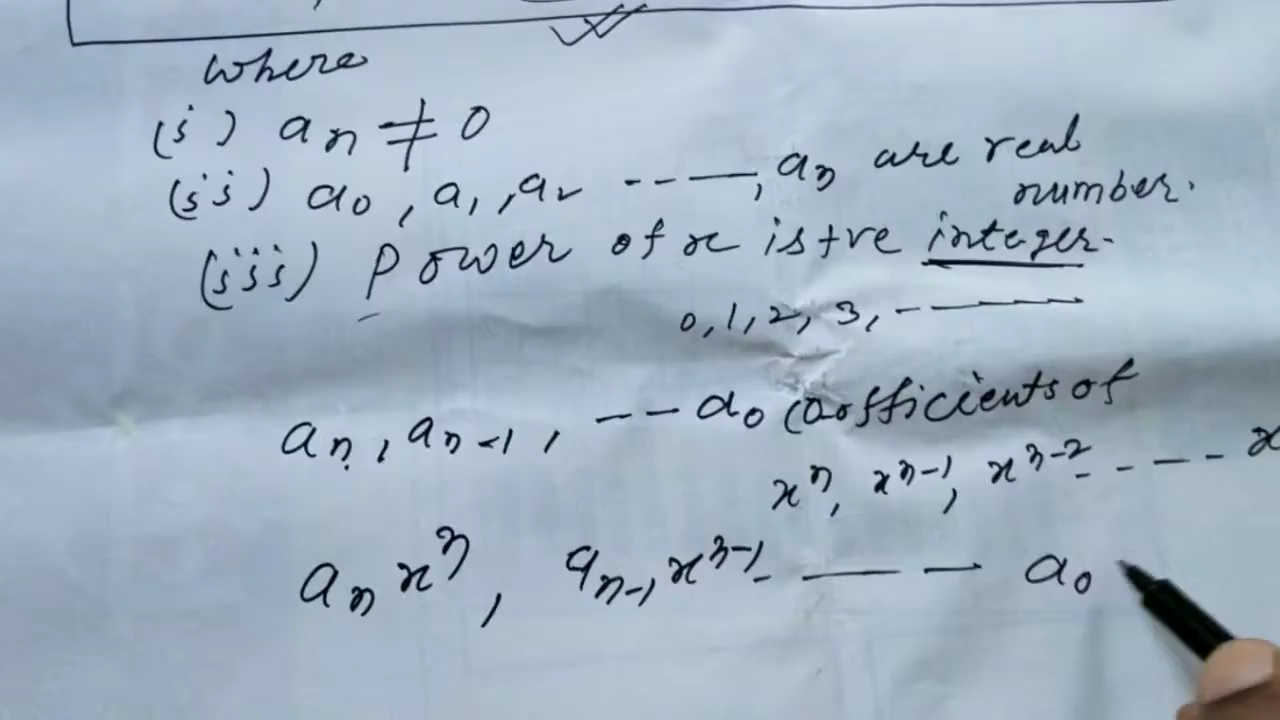 where
(i) aₙ ≠ 0
(ii) a₀, a₁, a₂ -----, aₙ are real
number.
(iii) Power of x is +ve integer.
0, 1, 2, 3, -----
aₙ, aₙ₋₁, --- a₀ Coefficients of
xⁿ, xⁿ⁻¹, xⁿ⁻² ----- x
aₙxⁿ, aₙ₋₁xⁿ⁻¹ ----- a₀